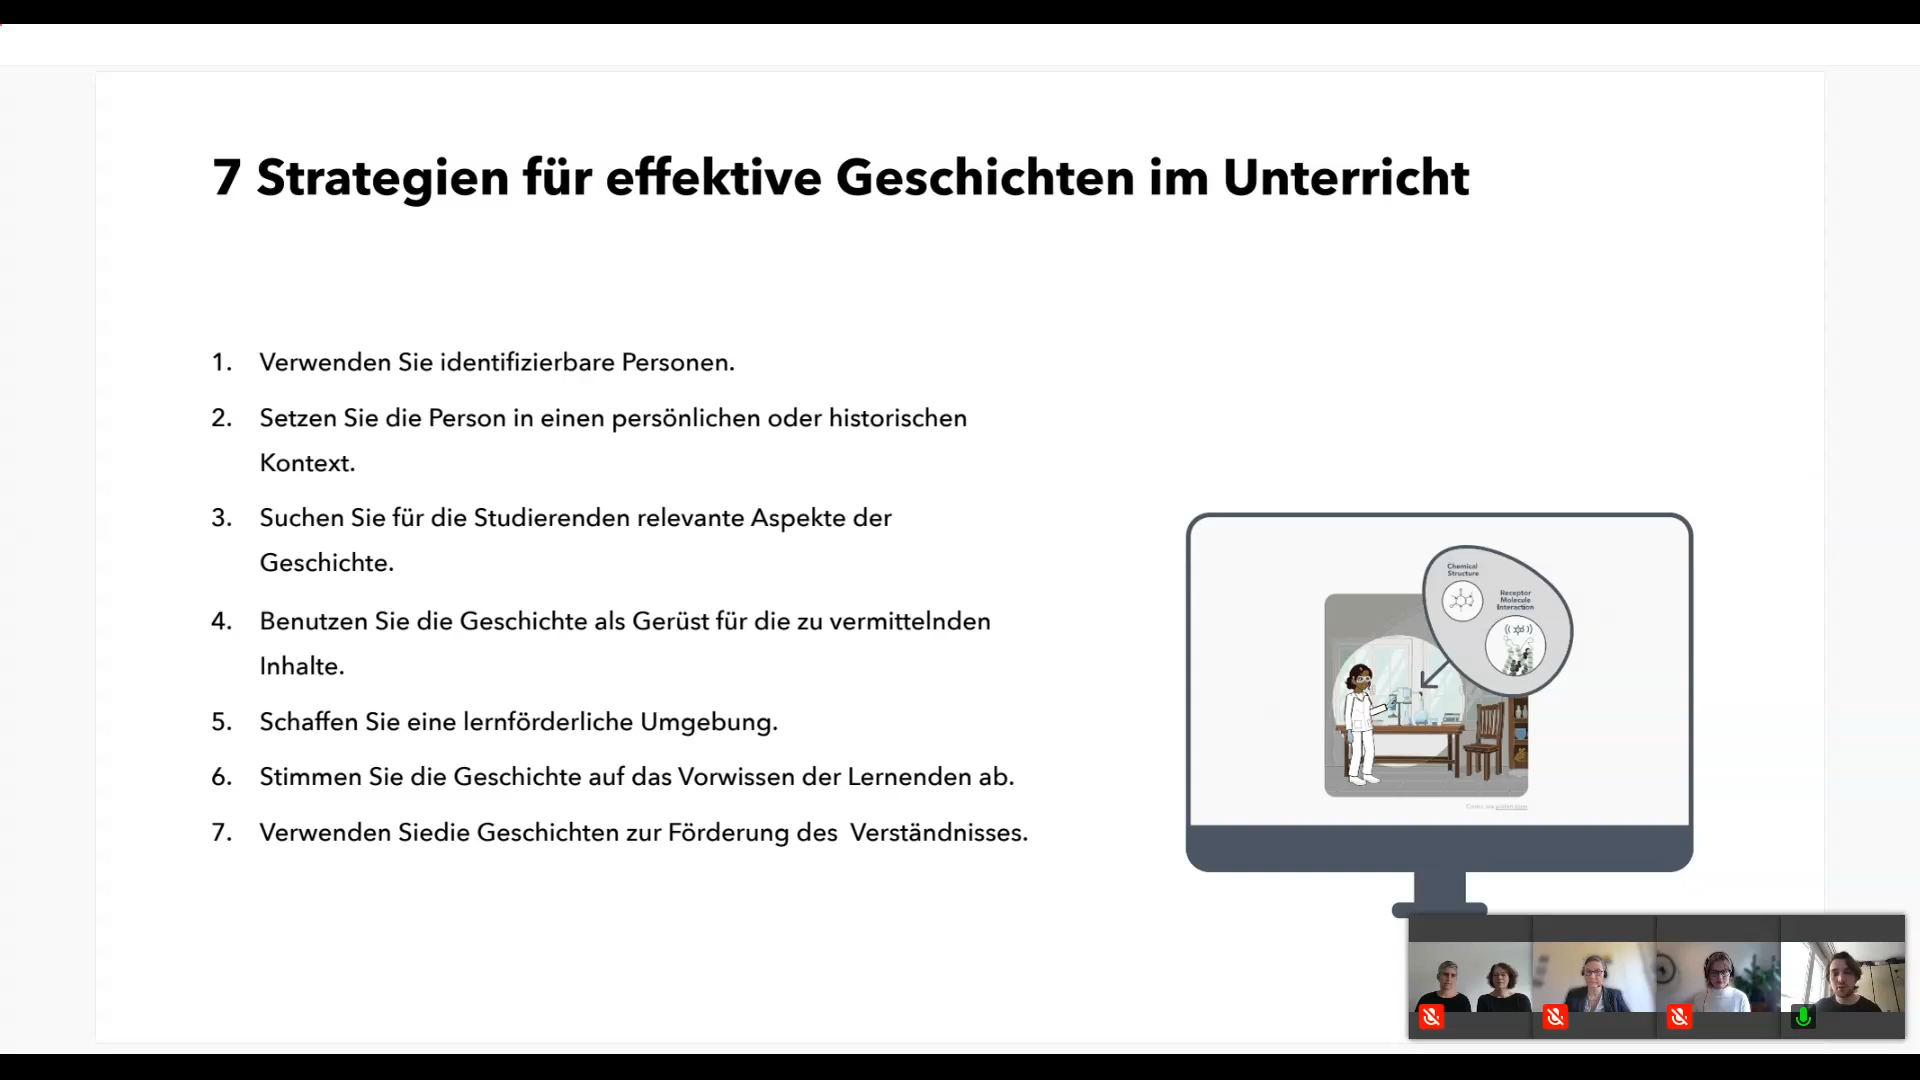 7 Strategien für effektive Geschichten im Unterricht
1. Verwenden Sie identifizierbare Personen.
2. Setzen Sie die Person in einen persönlichen oder historischen
Kontext.
3. Suchen Sie für die Studierenden relevante Aspekte der
Geschichte.
4. Benutzen Sie die Geschichte als Gerüst für die zu vermittelnden
Inhalte.
5. Schaffen Sie eine lernförderliche Umgebung.
6. Stimmen Sie die Geschichte auf das Vorwissen der Lernenden ab.
7. Verwenden Siedie Geschichten zur Förderung des  Verständnisses.
Chemical
Structure
Receptor
Molecule
Interaction